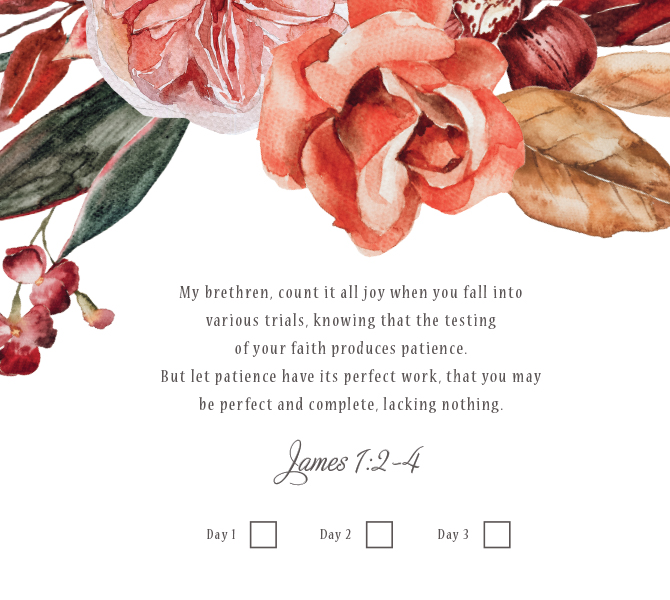 My brethren, count it all joy when you fall into
various trials, knowing that the testing
of your faith produces patience.
But let patience have its perfect work, that you may
be perfect and complete, lacking nothing.
James 1:2-4
Day 1 Day 2 Day 3